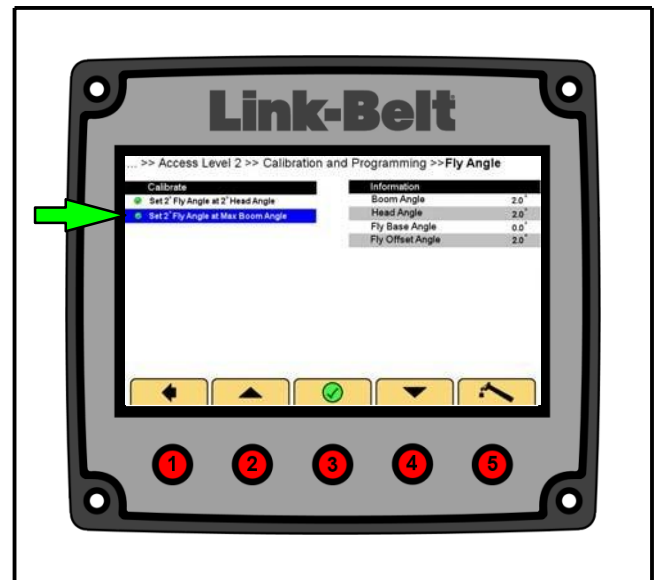 Link-Belt
... >> Access Level 2 >> Calibration and Programming >>Fly Angle
Calibrate
Set 2° Fly Angle at 2° Head Angle
Set 2° Fly Angle at Max Boom Angle
Information
Boom Angle 2.0°
Head Angle 2.0°
Fly Base Angle 0.0°
Fly Offset Angle 2.0°
1 2 3 4 5